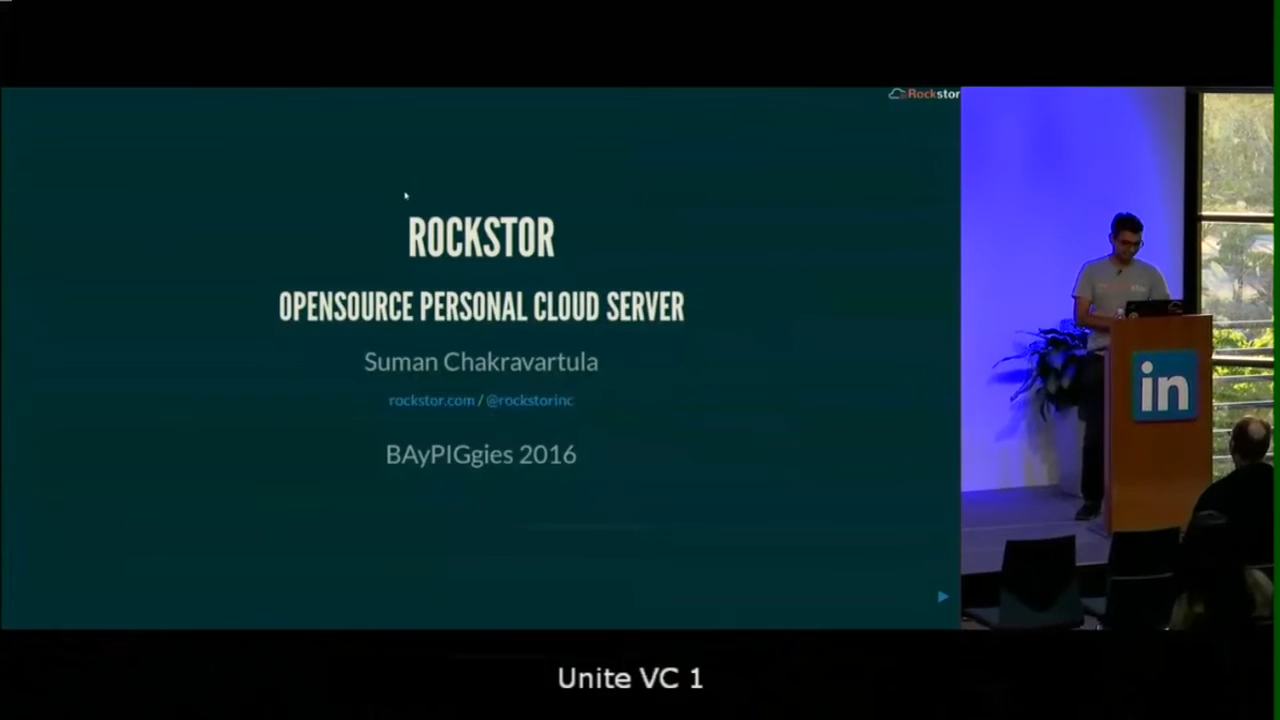 Rockstor
ROCKSTOR
OPENSOURCE PERSONAL CLOUD SERVER
Suman Chakravartula
rockstor.com / @rockstorinc
BAyPIGgies 2016
in
Unite VC 1